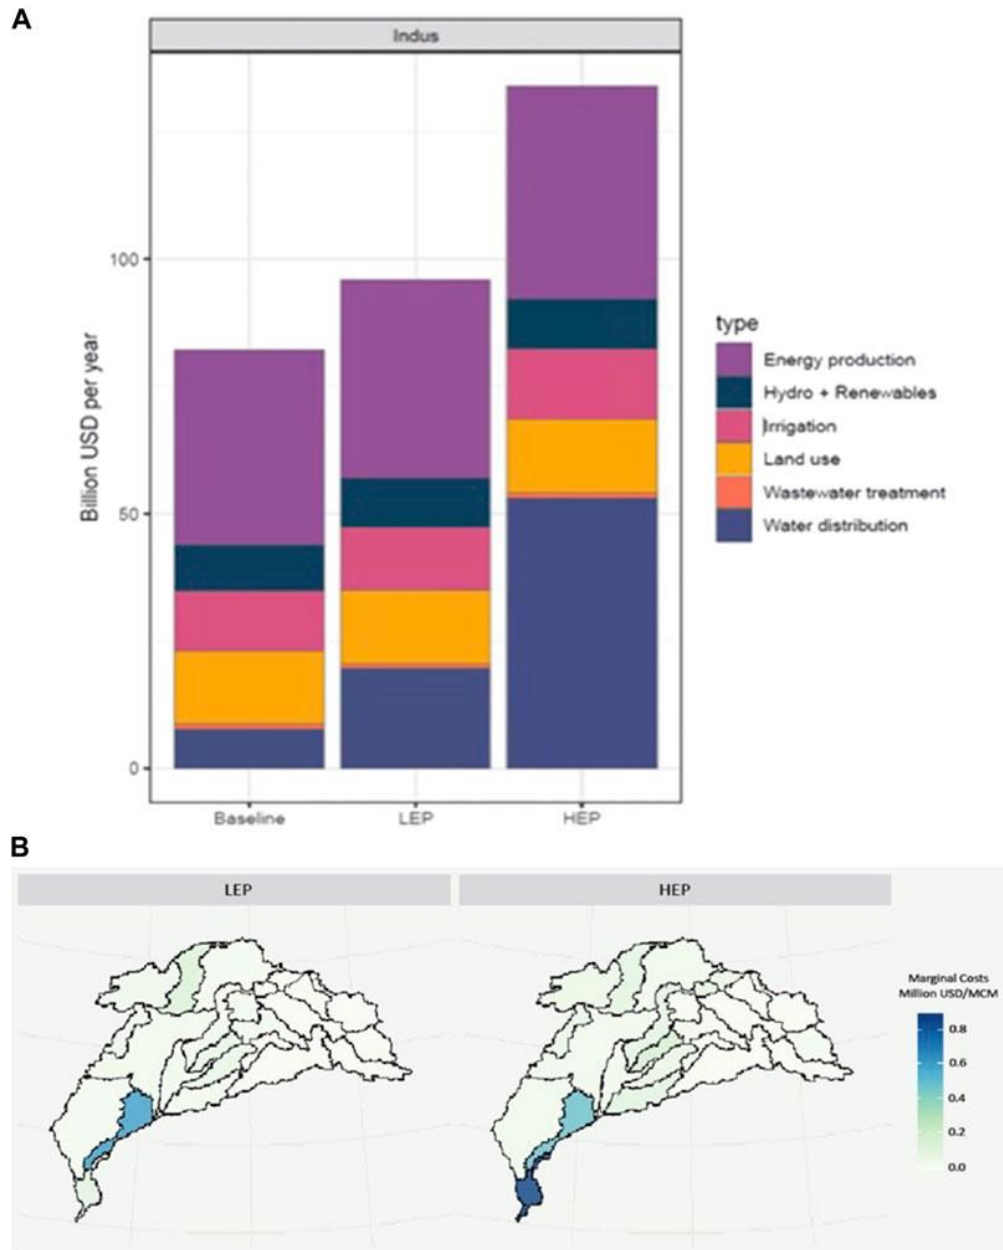 A
Indus
Billion USD per year
100
50
0
Baseline LEP HEP
type
Energy production
Hydro + Renewables
Irrigation
Land use
Wastewater treatment
Water distribution
B
LEP HEP
Marginal Costs
Million USD/MCM
0.8
0.6
0.4
0.2
0.0